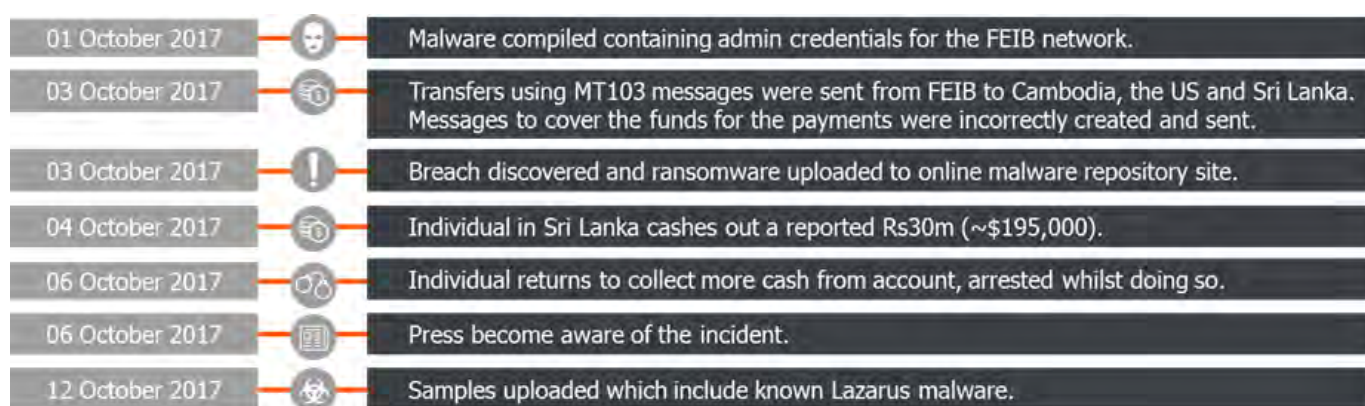 01 October 2017
Malware compiled containing admin credentials for the FEIB network.
03 October 2017
Transfers using MT103 messages were sent from FEIB to Cambodia, the US and Sri Lanka.
Messages to cover the funds for the payments were incorrectly created and sent.
03 October 2017
Breach discovered and ransomware uploaded to online malware repository site.
04 October 2017
Individual in Sri Lanka cashes out a reported Rs30m (~$195,000).
06 October 2017
Individual returns to collect more cash from account, arrested whilst doing so.
06 October 2017
Press become aware of the incident.
12 October 2017
Samples uploaded which include known Lazarus malware.